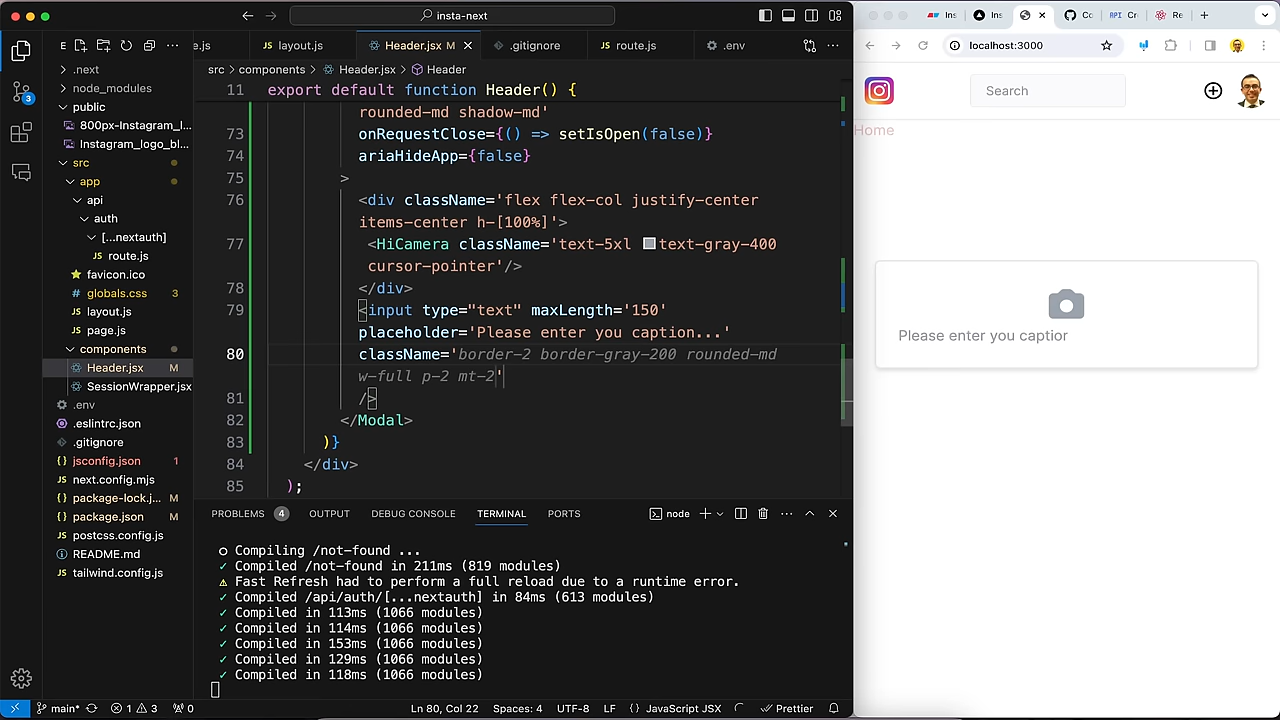 insta-next
e.js
layout.js
Header.jsx M
.gitignore
route.js
.env
src > components > Header.jsx > Header
E
.next
node_modules
public
800px-Instagram_l...
Instagram_logo_bl...
src
app
api
auth
[...nextauth]
route.js
favicon.ico
globals.css 3
layout.js
page.js
components
Header.jsx M
SessionWrapper.jsx
.env
.eslintrc.json
.gitignore
jsconfig.json 1
next.config.mjs
package-lock.j... M
package.json M
postcss.config.js
README.md
tailwind.config.js
3
11 export default function Header() {
rounded-md shadow-md'
73 onRequestClose={() => setIsOpen(false)}
74 ariaHideApp={false}
75 >
76 <div className='flex flex-col justify-center
items-center h-[100%]'>
77 <HiCamera className='text-5xl text-gray-400
cursor-pointer'/>
78 </div>
79 <input type="text" maxLength='150'
placeholder='Please enter you caption...'
80 className='border-2 border-gray-200 rounded-md
w-full p-2 mt-2'
81 />
82 </Modal>
83 )}
84 </div>
85 );
PROBLEMS 4 OUTPUT DEBUG CONSOLE TERMINAL PORTS
node
Compiling /not-found ...
✓ Compiled /not-found in 211ms (819 modules)
⚠ Fast Refresh had to perform a full reload due to a runtime error.
✓ Compiled /api/auth/[...nextauth] in 84ms (613 modules)
✓ Compiled in 113ms (1066 modules)
✓ Compiled in 114ms (1066 modules)
✓ Compiled in 153ms (1066 modules)
✓ Compiled in 129ms (1066 modules)
✓ Compiled in 118ms (1066 modules)
main* 1 3 0 Ln 80, Col 22 Spaces: 4 UTF-8 LF {} JavaScript JSX Prettier
Ins
Ins
Cc
API Cr
Re
localhost:3000
Search
Home
Please enter you captior